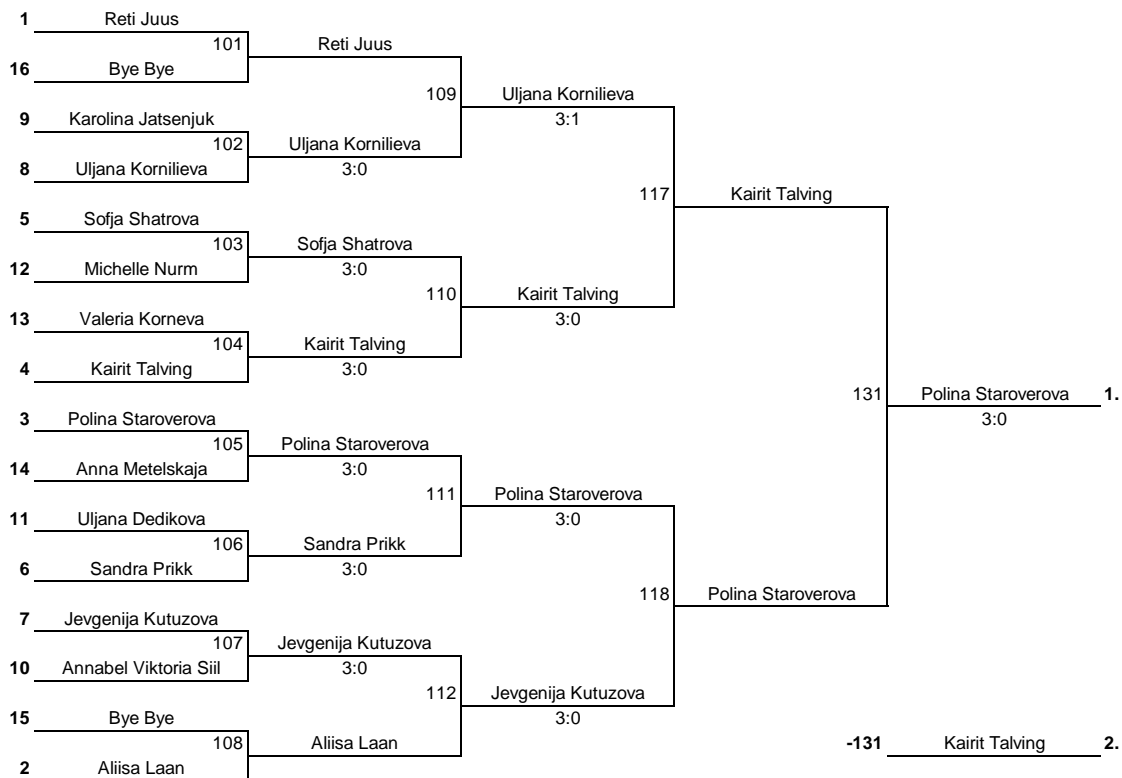 1 Reti Juus
101 Reti Juus
16 Bye Bye
109 Uljana Kornilieva
3:1
9 Karolina Jatsenjuk
102 Uljana Kornilieva
3:0
8 Uljana Kornilieva
117 Kairit Talving
5 Sofja Shatrova
103 Sofja Shatrova
3:0
12 Michelle Nurm
110 Kairit Talving
3:0
13 Valeria Korneva
104 Kairit Talving
3:0
4 Kairit Talving
131 Polina Staroverova 1.
3:0
3 Polina Staroverova
105 Polina Staroverova
3:0
14 Anna Metelskaja
111 Polina Staroverova
3:0
11 Uljana Dedikova
106 Sandra Prikk
3:0
6 Sandra Prikk
118 Polina Staroverova
7 Jevgenija Kutuzova
107 Jevgenija Kutuzova
3:0
10 Annabel Viktoria Siil
112 Jevgenija Kutuzova
3:0
15 Bye Bye
108 Aliisa Laan
-131 Kairit Talving 2.
2 Aliisa Laan